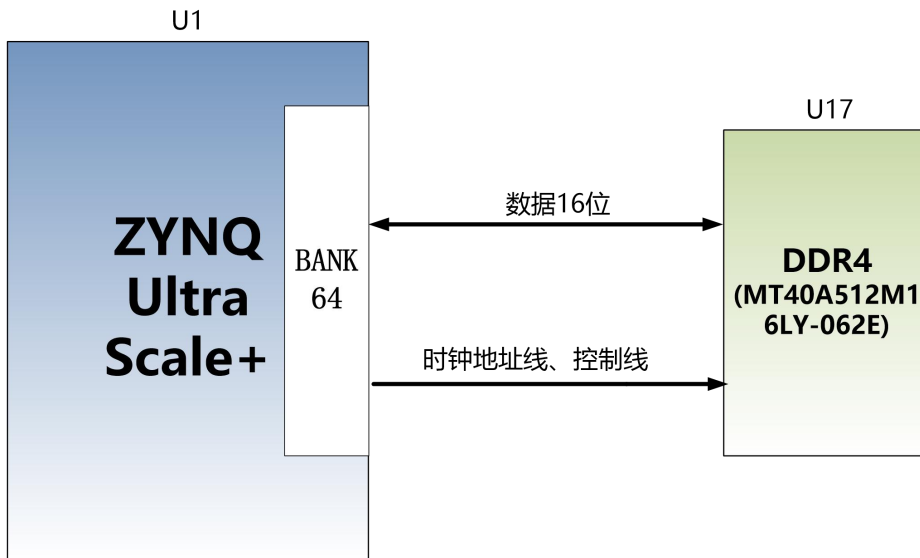 U1
U17
ZYNQ
Ultra
Scale+
BANK
64
数据16位
时钟地址线、控制线
DDR4
(MT40A512M1
6LY-062E)